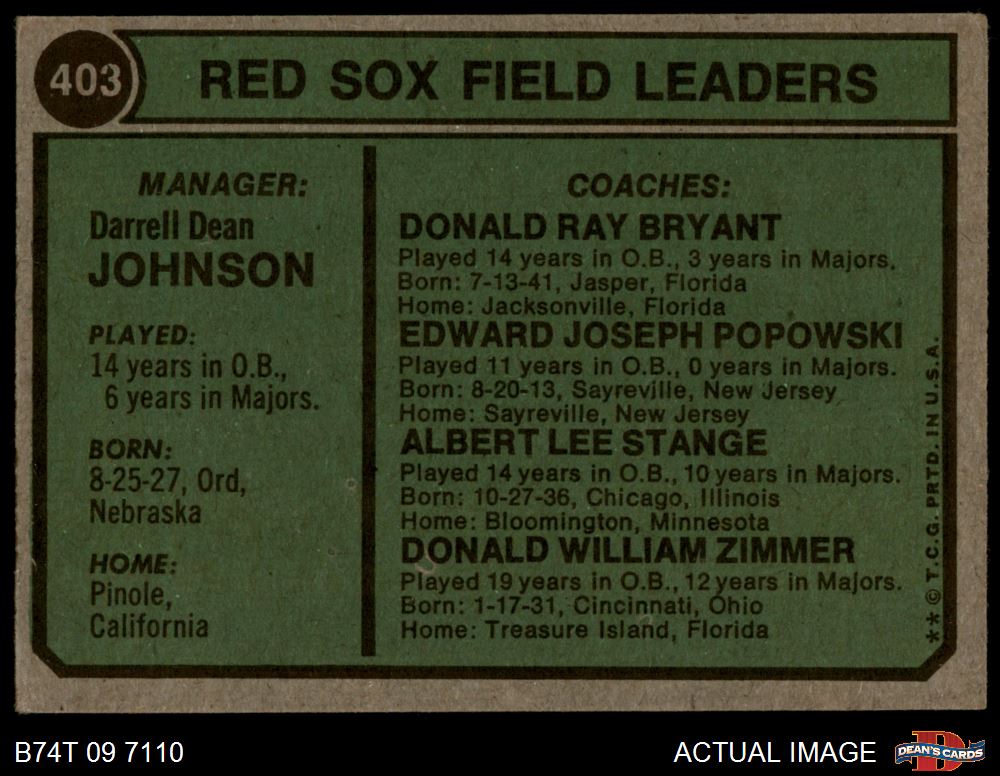 403
RED SOX FIELD LEADERS
MANAGER:
Darrell Dean
JOHNSON
PLAYED:
14 years in O.B.,
6 years in Majors.
BORN:
8-25-27, Ord,
Nebraska
HOME:
Pinole,
California
COACHES:
DONALD RAY BRYANT
Played 14 years in O.B., 3 years in Majors.
Born: 7-13-41, Jasper, Florida
Home: Jacksonville, Florida
EDWARD JOSEPH POPOWSKI
Played 11 years in O.B., 0 years in Majors.
Born: 8-20-13, Sayreville, New Jersey
Home: Sayreville, New Jersey
ALBERT LEE STANGE
Played 14 years in O.B., 10 years in Majors.
Born: 10-27-36, Chicago, Illinois
Home: Bloomington, Minnesota
DONALD WILLIAM ZIMMER
Played 19 years in O.B., 12 years in Majors.
Born: 1-17-31, Cincinnati, Ohio
Home: Treasure Island, Florida
** © T.C.G. PRTD. IN U.S.A.
B74T 09 7110
ACTUAL IMAGE
D
DEAN'S CARDS